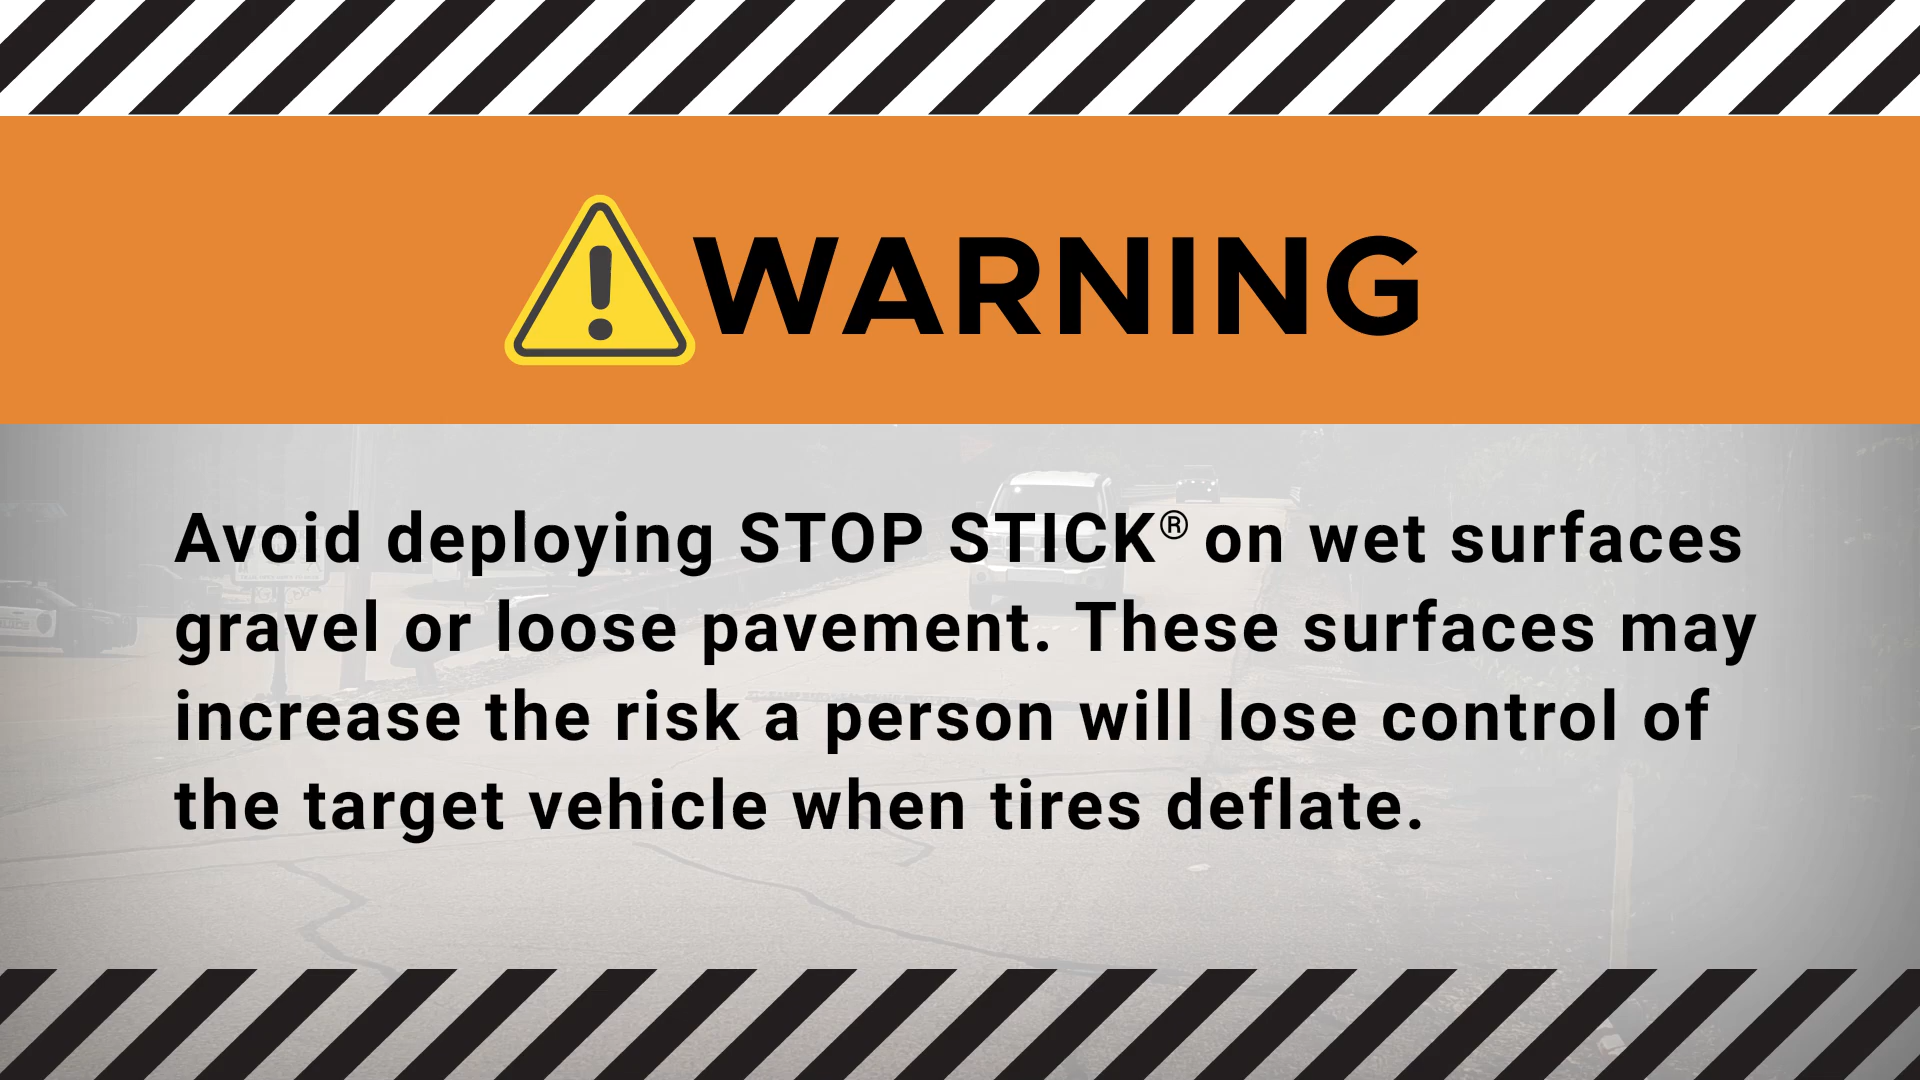 WARNING
Avoid deploying STOP STICK® on wet surfaces
gravel or loose pavement. These surfaces may
increase the risk a person will lose control of
the target vehicle when tires deflate.